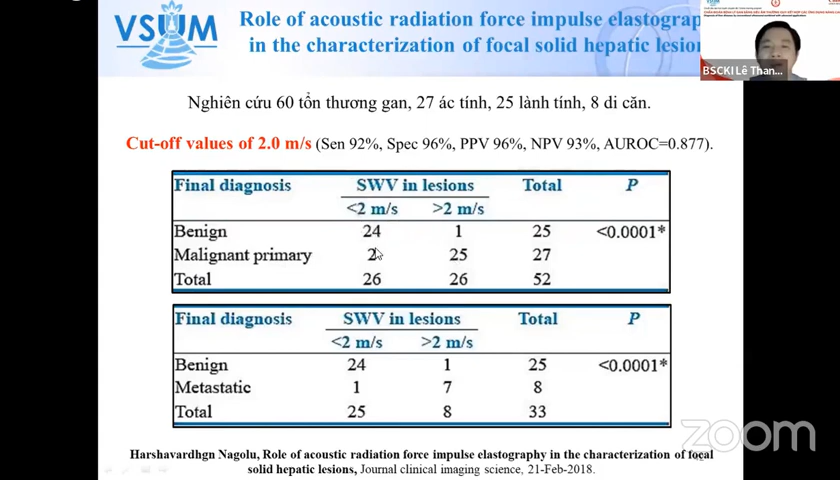 VSUM
Role of acoustic radiation force impulse elastograp
in the characterization of focal solid hepatic lesion
BSCKI Lê Than...
Nghiên cứu 60 tổn thương gan, 27 ác tính, 25 lành tính, 8 di căn.
Cut-off values of 2.0 m/s (Sen 92%, Spec 96%, PPV 96%, NPV 93%, AUROC=0.877).
Final diagnosis SWV in lesions Total P
<2 m/s >2 m/s
Benign 24 1 25 <0.0001*
Malignant primary 2 25 27
Total 26 26 52
Final diagnosis SWV in lesions Total P
<2 m/s >2 m/s
Benign 24 1 25 <0.0001*
Metastatic 1 7 8
Total 25 8 33
zoom
Harshavardhgn Nagolu, Role of acoustic radiation force impulse elastography in the characterization of focal
solid hepatic lesions, Journal clinical imaging science, 21-Feb-2018.